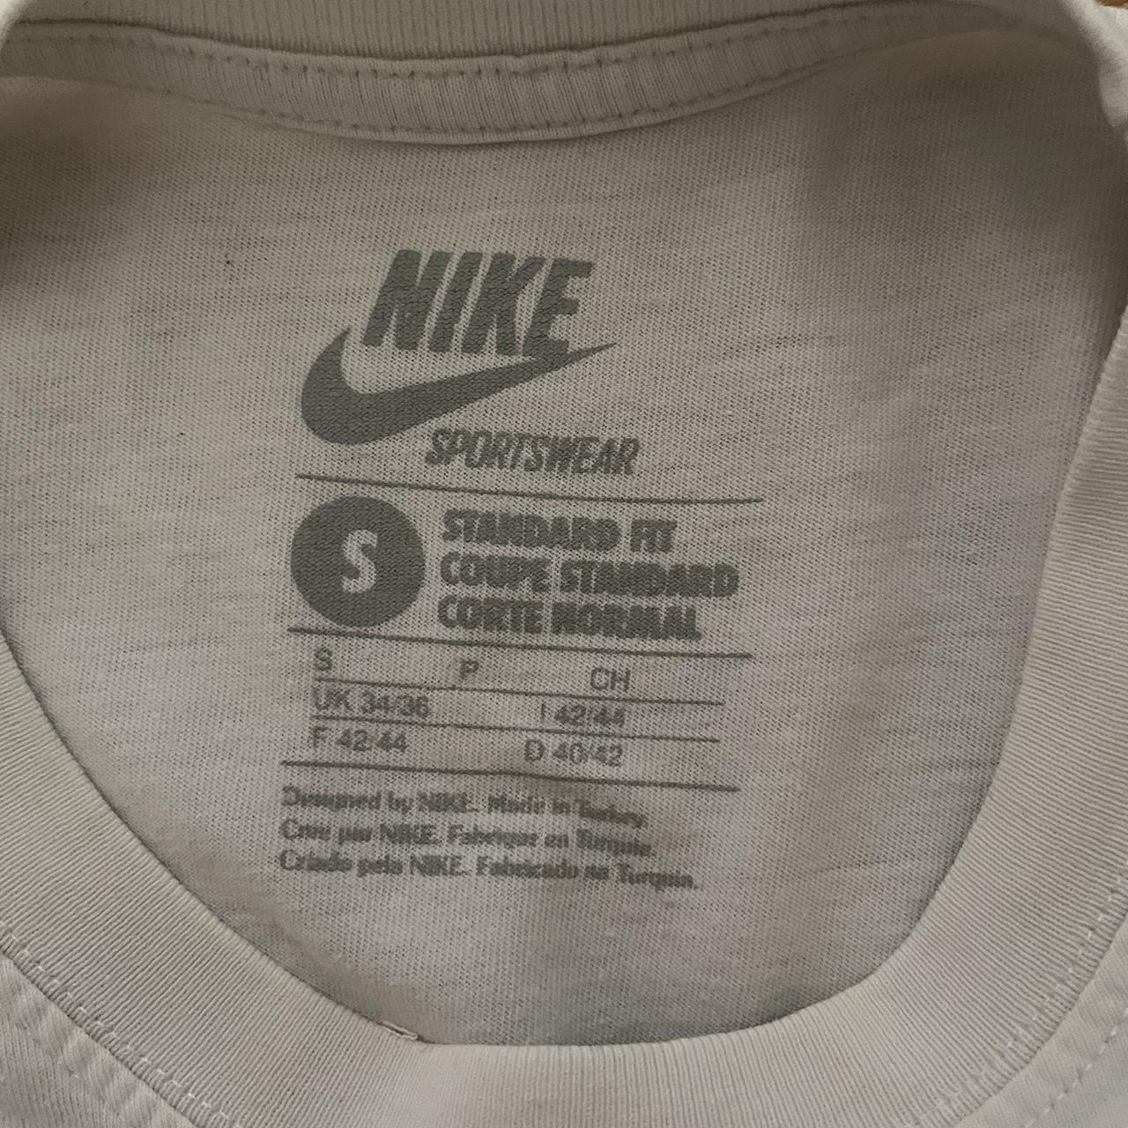 NIKE
SPORTSWEAR
S
STANDARD FIT
COUPE STANDARD
CORTE NORMAL
S P CH
UK 34/36 I 42/44
F 42/44 D 40/42
Designed by NIKE. Made in Turkey.
Crée par NIKE. Fabrique en Turquie.
Criado pela NIKE. Fabricado na Turquia.